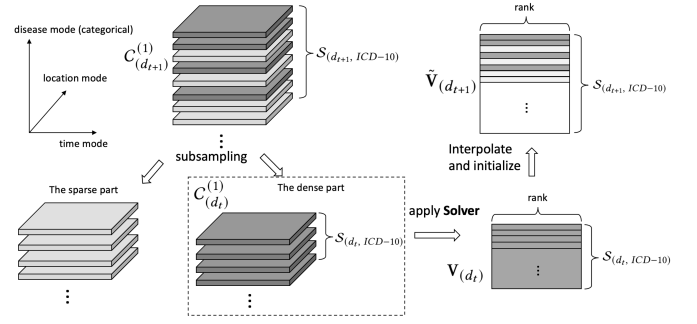 disease mode (categorical)
location mode
time mode
C^{(1)}_{(d_{t+1})}
S_{(d_{t+1}, ICD−10)}
⋮
subsampling
The sparse part
⋮
C^{(1)}_{(d_t)}
The dense part
S_{(d_t, ICD−10)}
⋮
apply Solver
rank
V_{(d_t)}
⋮
S_{(d_t, ICD−10)}
Interpolate
and initialize
rank
Ṽ_{(d_{t+1})}
⋮
S_{(d_{t+1}, ICD−10)}